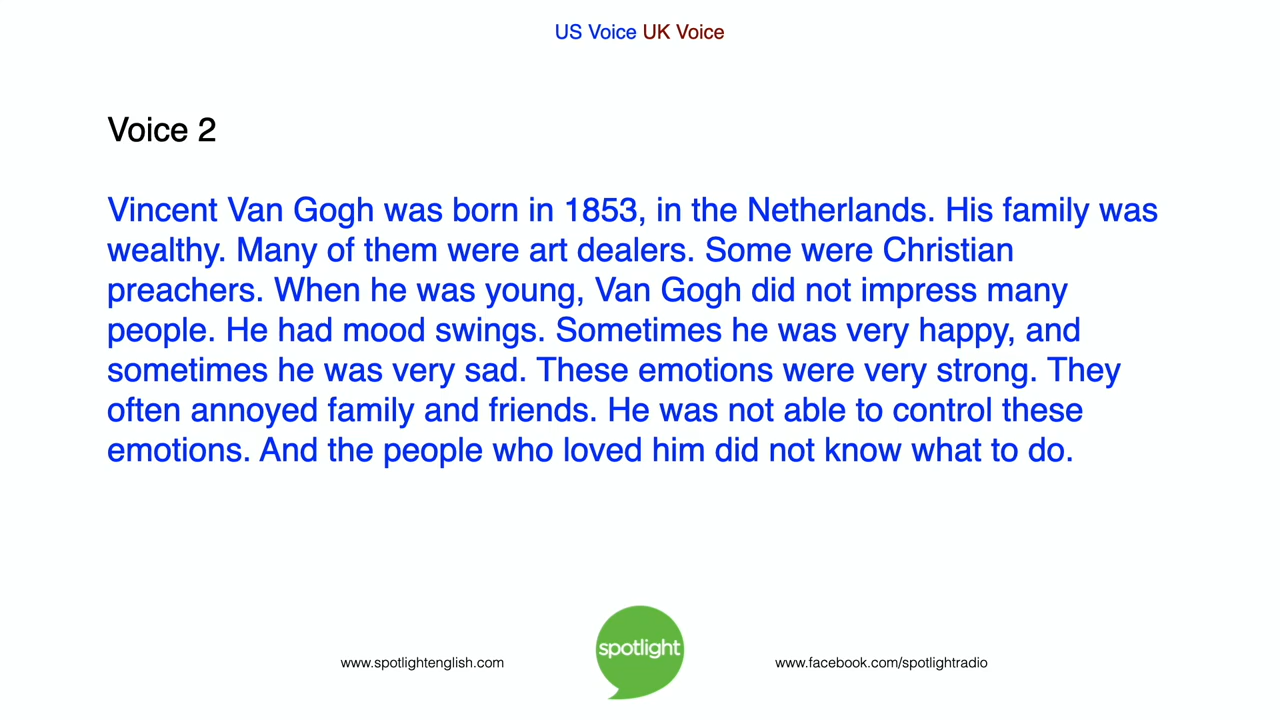 US Voice UK Voice
Voice 2
Vincent Van Gogh was born in 1853, in the Netherlands. His family was
wealthy. Many of them were art dealers. Some were Christian
preachers. When he was young, Van Gogh did not impress many
people. He had mood swings. Sometimes he was very happy, and
sometimes he was very sad. These emotions were very strong. They
often annoyed family and friends. He was not able to control these
emotions. And the people who loved him did not know what to do.
www.spotlightenglish.com
spotlight
www.facebook.com/spotlightradio